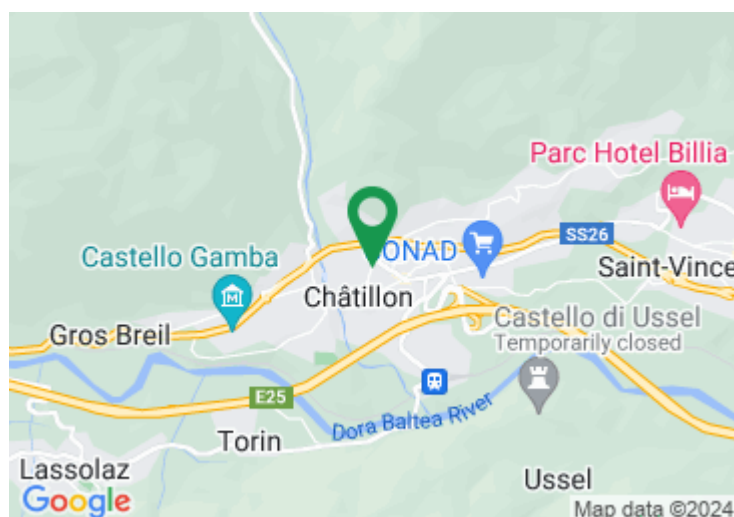 Parc Hotel Billia
SS26
ONAD
Castello Gamba
Saint-Vince
Châtillon
Castello di Ussel
Temporarily closed
Gros Breil
E25
Dora Baltea River
Torin
Lassolaz
Ussel
Google
Map data ©2024